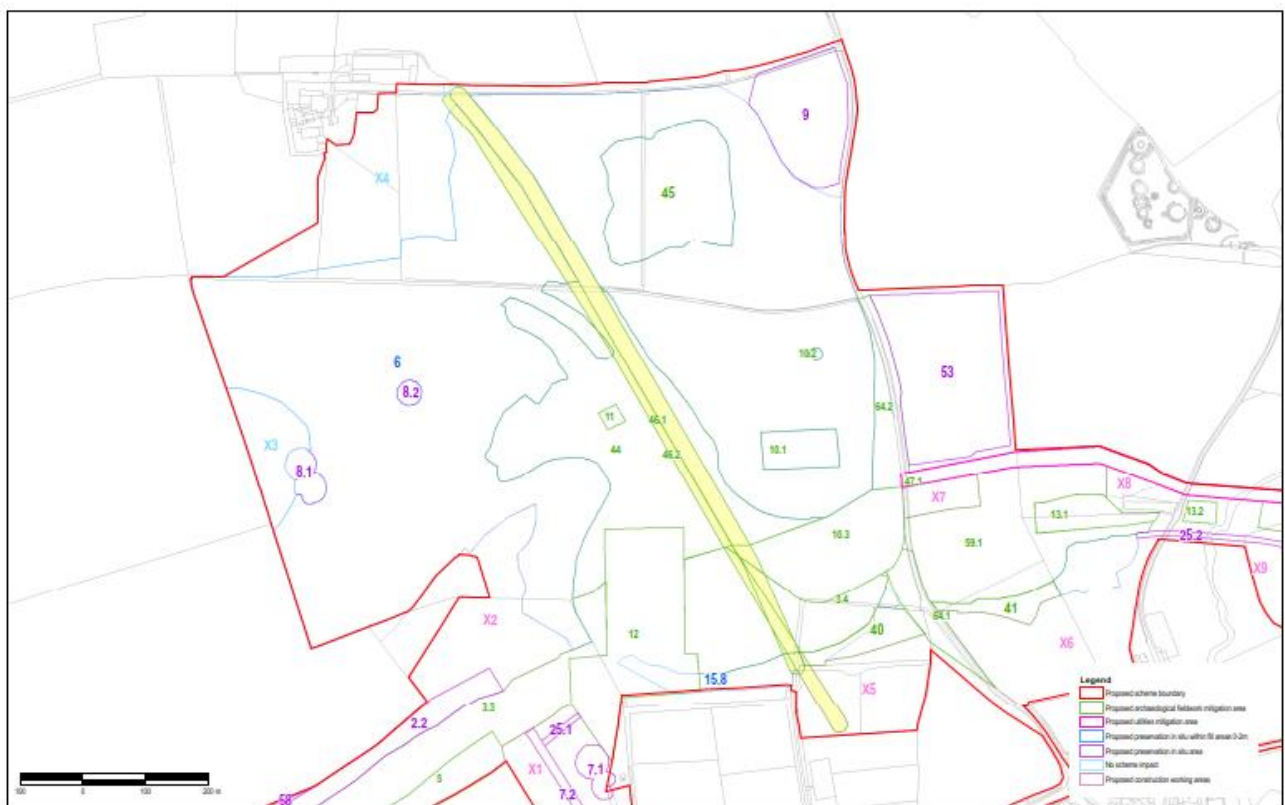 9
X4
45
10.2
6
8.2
53
64.2
11
46.1
X3
44
46.2
10.1
8.1
47.1
X7
X8
13.1
13.2
10.3
59.1
25.2
X9
3.4
X2
64.1
41
40
12
X6
15.8
X5
3.3
2.2
25.1
X1
7.1
5
7.2
58
Legend
Proposed scheme boundary
Proposed archaeological fieldwork mitigation area
Proposed utilities mitigation area
Proposed preservation in situ within fill areas 0-2m
Proposed preservation in situ area
No scheme impact
Proposed construction working areas
100 0 100 200 m